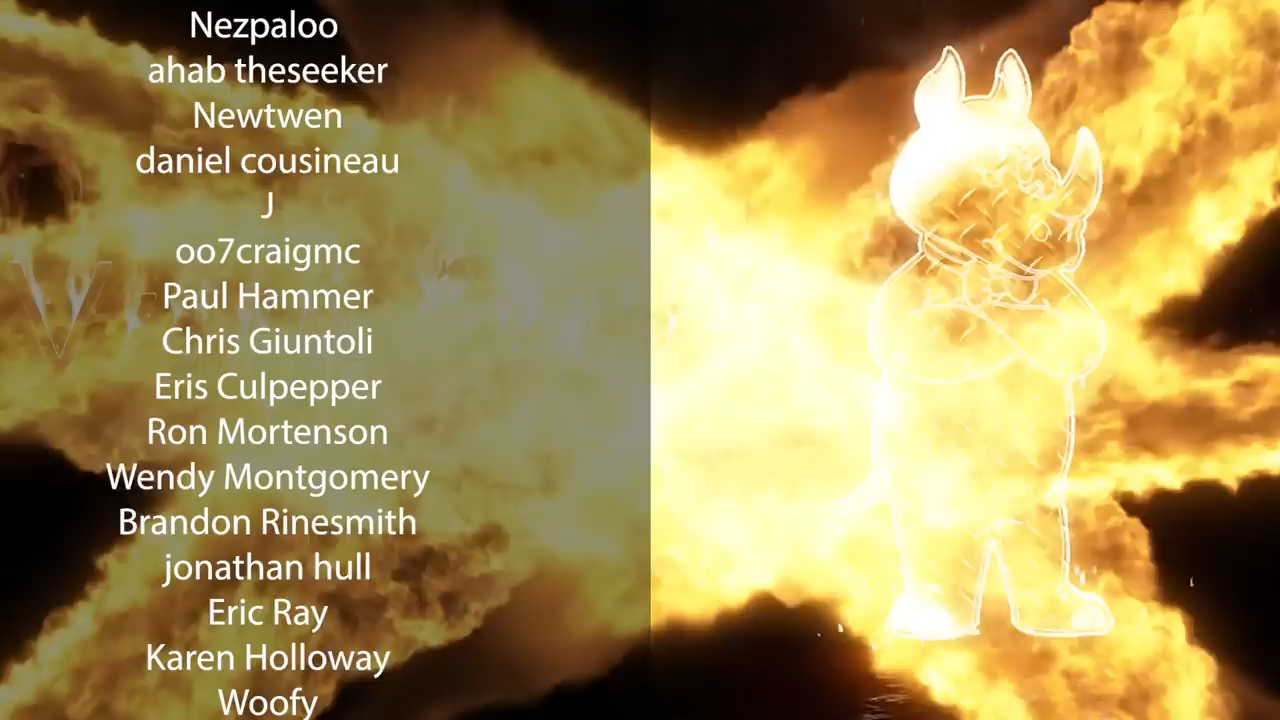 Nezpaloo
ahab theseeker
Newtwen
daniel cousineau
J
oo7craigmc
Paul Hammer
Chris Giuntoli
Eris Culpepper
Ron Mortenson
Wendy Montgomery
Brandon Rinesmith
jonathan hull
Eric Ray
Karen Holloway
Woofy